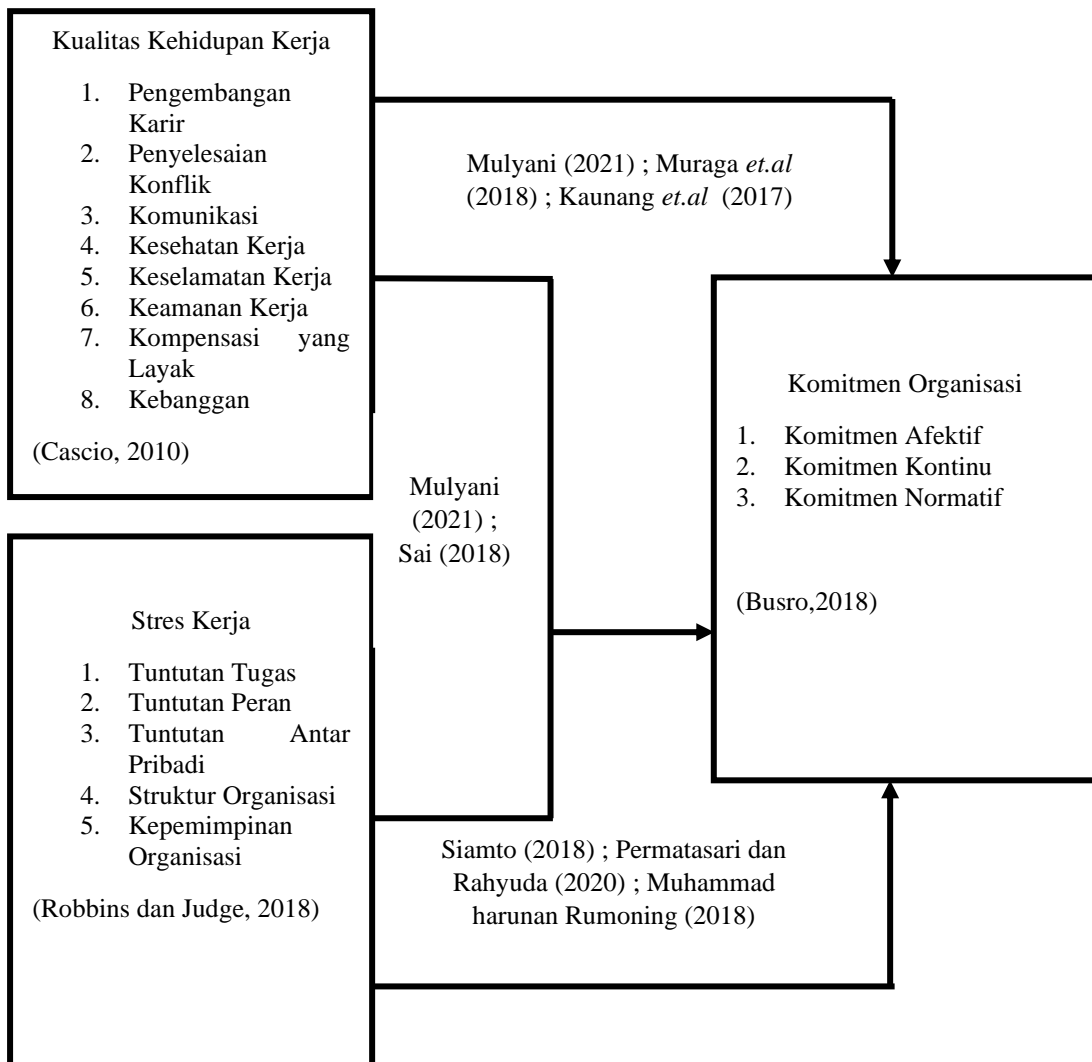 Kualitas Kehidupan Kerja
1. Pengembangan
Karir
2. Penyelesaian
Konflik
3. Komunikasi
4. Kesehatan Kerja
5. Keselamatan Kerja
6. Keamanan Kerja
7. Kompensasi yang
Layak
8. Kebanggan
(Cascio, 2010)
Mulyani (2021) ; Muraga et.al
(2018) ; Kaunang et.al (2017)
Mulyani
(2021) ;
Sai (2018)
Komitmen Organisasi
1. Komitmen Afektif
2. Komitmen Kontinu
3. Komitmen Normatif
(Busro,2018)
Stres Kerja
1. Tuntutan Tugas
2. Tuntutan Peran
3. Tuntutan Antar
Pribadi
4. Struktur Organisasi
5. Kepemimpinan
Organisasi
(Robbins dan Judge, 2018)
Siamto (2018) ; Permatasari dan
Rahyuda (2020) ; Muhammad
harunan Rumoning (2018)